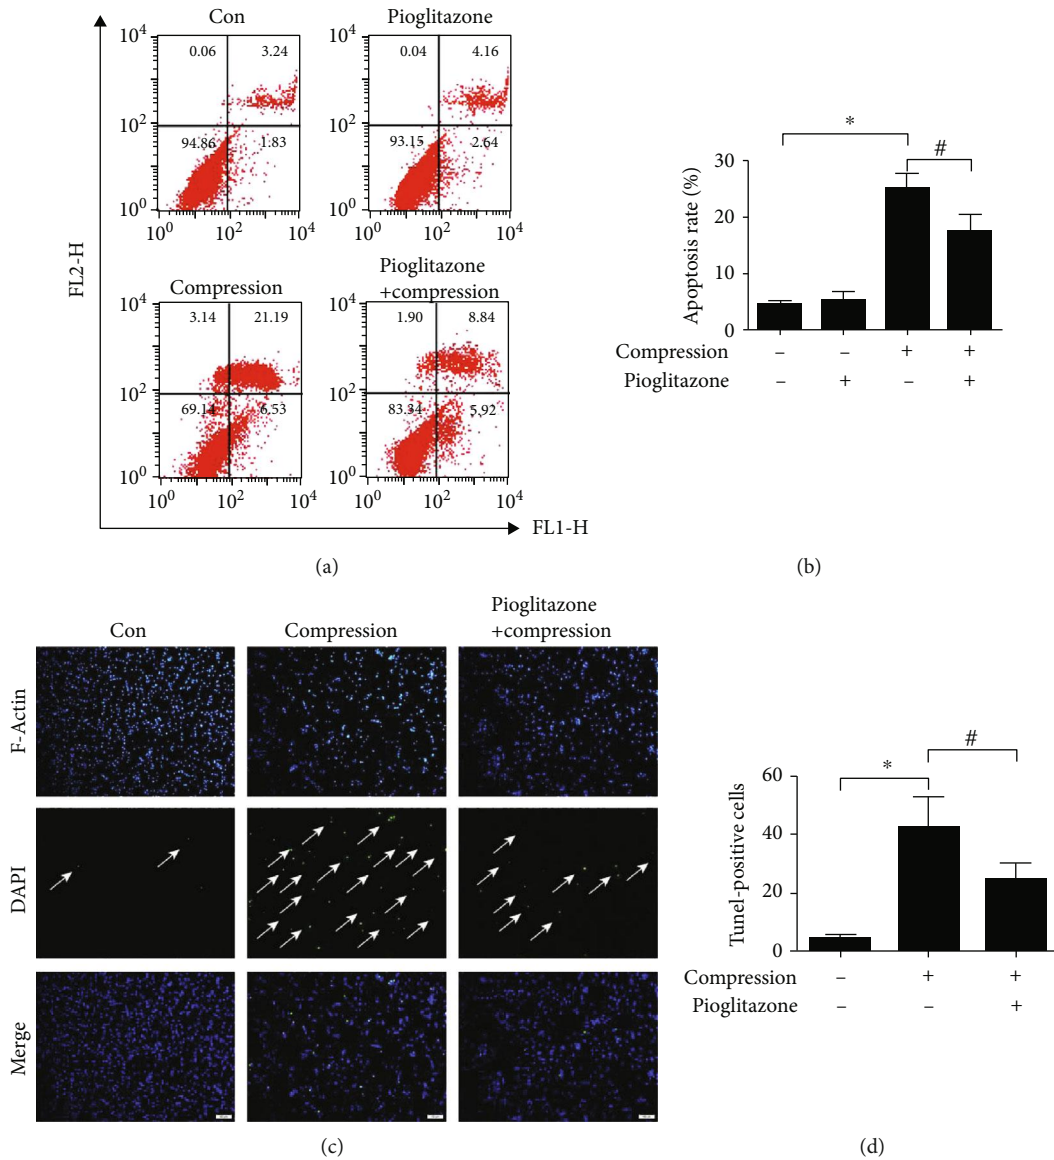 Con
Pioglitazone
10^4
0.06
3.24
10^4
0.04
4.16
10^2
10^2
94.86
1.83
93.15
2.64
10^0
10^0
10^0
10^2
10^4
10^0
10^2
10^4
FL2-H
Compression
Pioglitazone
+compression
10^4
3.14
21.19
10^4
1.90
8.84
10^2
10^2
69.14
6.53
83.34
5.92
10^0
10^0
10^0
10^2
10^4
10^0
10^2
10^4
FL1-H
(a)
*
#
30
20
10
0
Apoptosis rate (%)
Compression – – + +
Pioglitazone – + – +
(b)
Con
Compression
Pioglitazone
+compression
F-Actin
DAPI
Merge
(c)
*
#
60
40
20
0
Tunel-positive cells
Compression – + +
Pioglitazone – – +
(d)